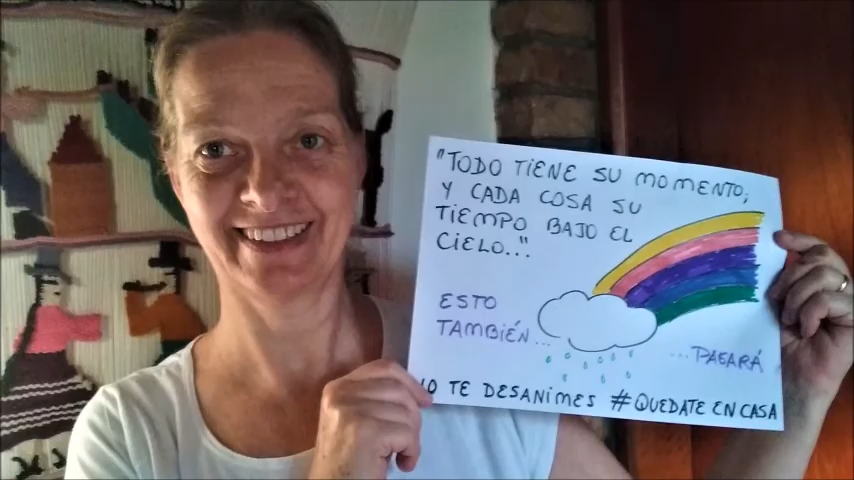 "TODO TIENE SU MOMENTO,
Y CADA COSA SU
TIEMPO BAJO EL
CIELO..."
ESTO
TAMBIÉN...
...PASARÁ
NO TE DESANIMES #QUEDATE EN CASA